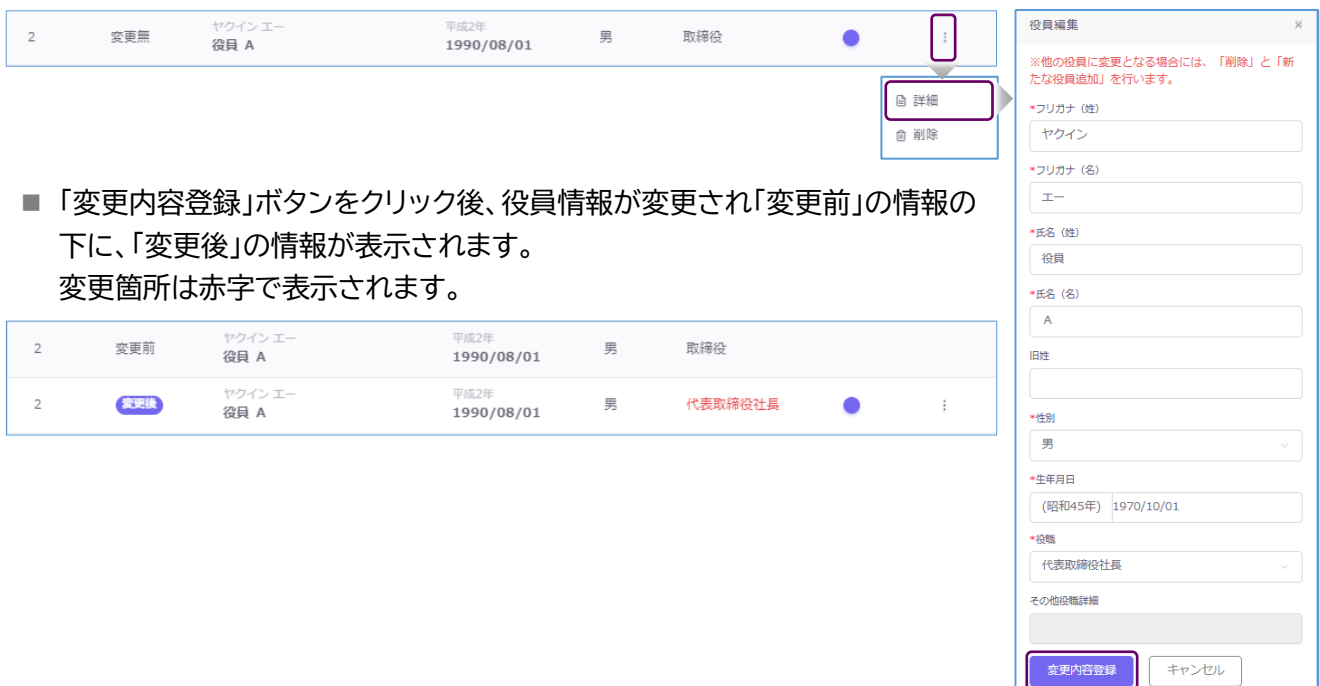 2 変更無 ヤクイン エー 平成2年 男 取締役
役員 A 1990/08/01
詳細
削除
■ 「変更内容登録」ボタンをクリック後、役員情報が変更され「変更前」の情報の
下に、「変更後」の情報が表示されます。
変更箇所は赤字で表示されます。
2 変更前 ヤクイン エー 平成2年 男 取締役
役員 A 1990/08/01
2 変更後 ヤクイン エー 平成2年 男 代表取締役社長
役員 A 1990/08/01
役員編集
※他の役員に変更となる場合には、「削除」と「新
たな役員追加」を行います。
*フリガナ（姓）
ヤクイン
*フリガナ（名）
エー
*氏名（姓）
役員
*氏名（名）
A
旧姓
*性別
男
*生年月日
(昭和45年) 1970/10/01
*役職
代表取締役社長
その他役職詳細
変更内容登録 キャンセル